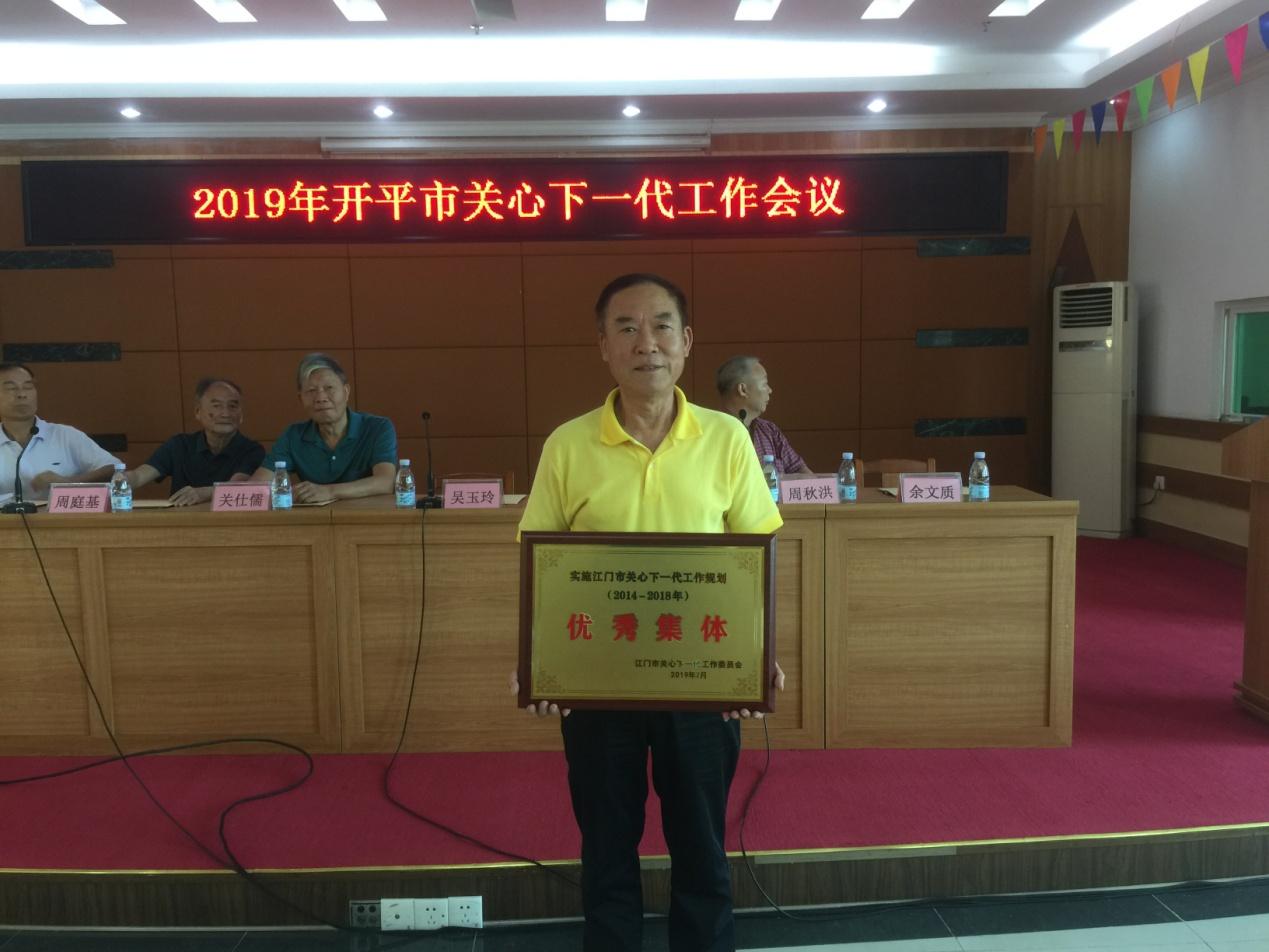 2019年开平市关心下一代工作会议
周庭基
关仕儒
吴玉玲
周秋洪
余文质
实施江门市关心下一代工作规划
（2014-2018年）
优秀集体
江门市关心下一代工作委员会
2019年7月